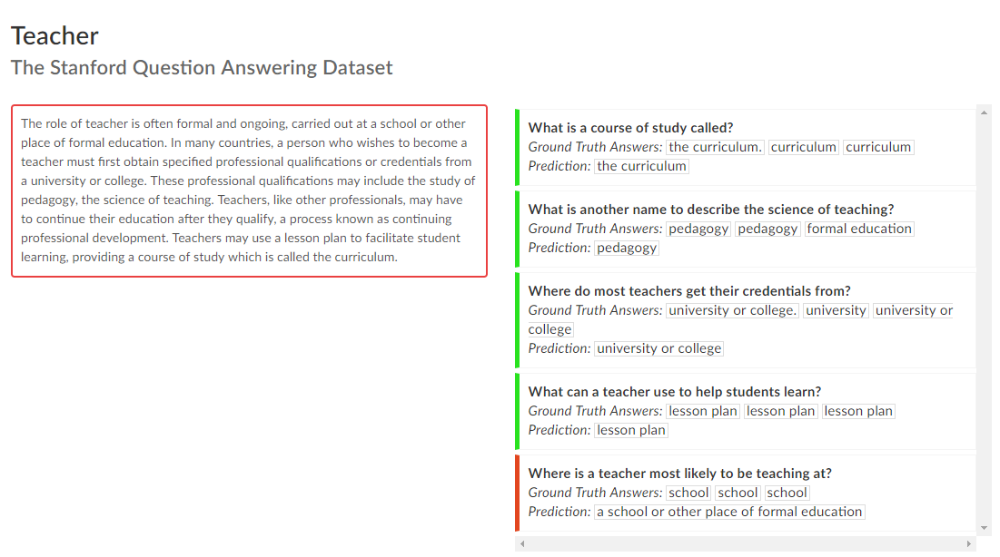 Teacher
The Stanford Question Answering Dataset
The role of teacher is often formal and ongoing, carried out at a school or other
place of formal education. In many countries, a person who wishes to become a
teacher must first obtain specified professional qualifications or credentials from
a university or college. These professional qualifications may include the study of
pedagogy, the science of teaching. Teachers, like other professionals, may have
to continue their education after they qualify, a process known as continuing
professional development. Teachers may use a lesson plan to facilitate student
learning, providing a course of study which is called the curriculum.
What is a course of study called?
Ground Truth Answers: the curriculum. curriculum curriculum
Prediction: the curriculum
What is another name to describe the science of teaching?
Ground Truth Answers: pedagogy pedagogy formal education
Prediction: pedagogy
Where do most teachers get their credentials from?
Ground Truth Answers: university or college. university university or
college
Prediction: university or college
What can a teacher use to help students learn?
Ground Truth Answers: lesson plan lesson plan lesson plan
Prediction: lesson plan
Where is a teacher most likely to be teaching at?
Ground Truth Answers: school school school
Prediction: a school or other place of formal education